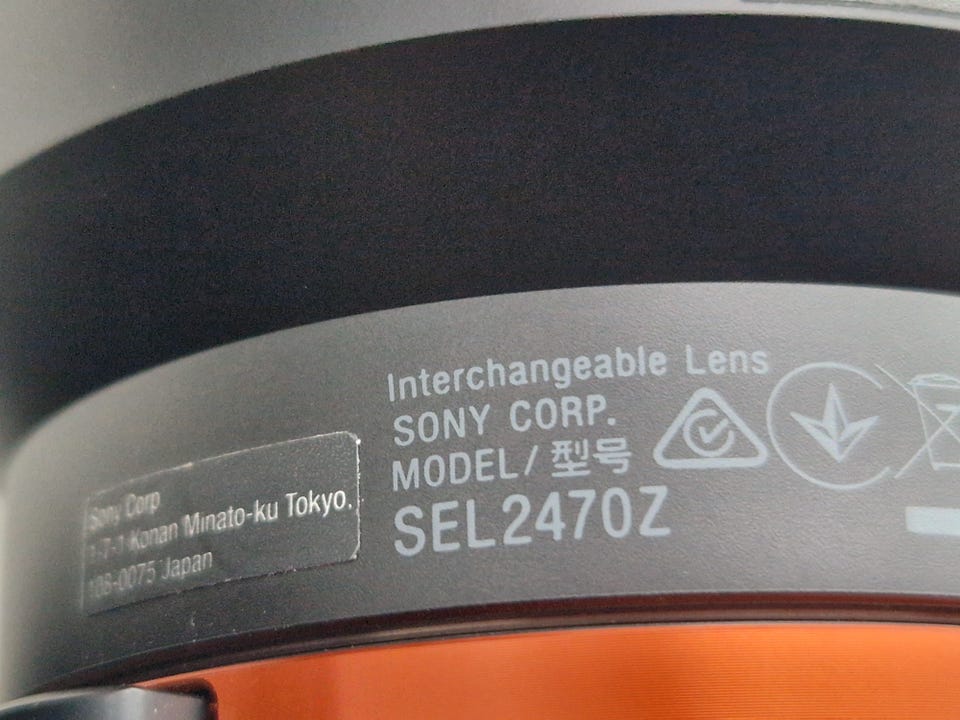 Interchangeable Lens
SONY CORP.
MODEL/型号
SEL2470Z
Sony Corp
1-7-1 Konan Minato-ku Tokyo,
108-0075 Japan